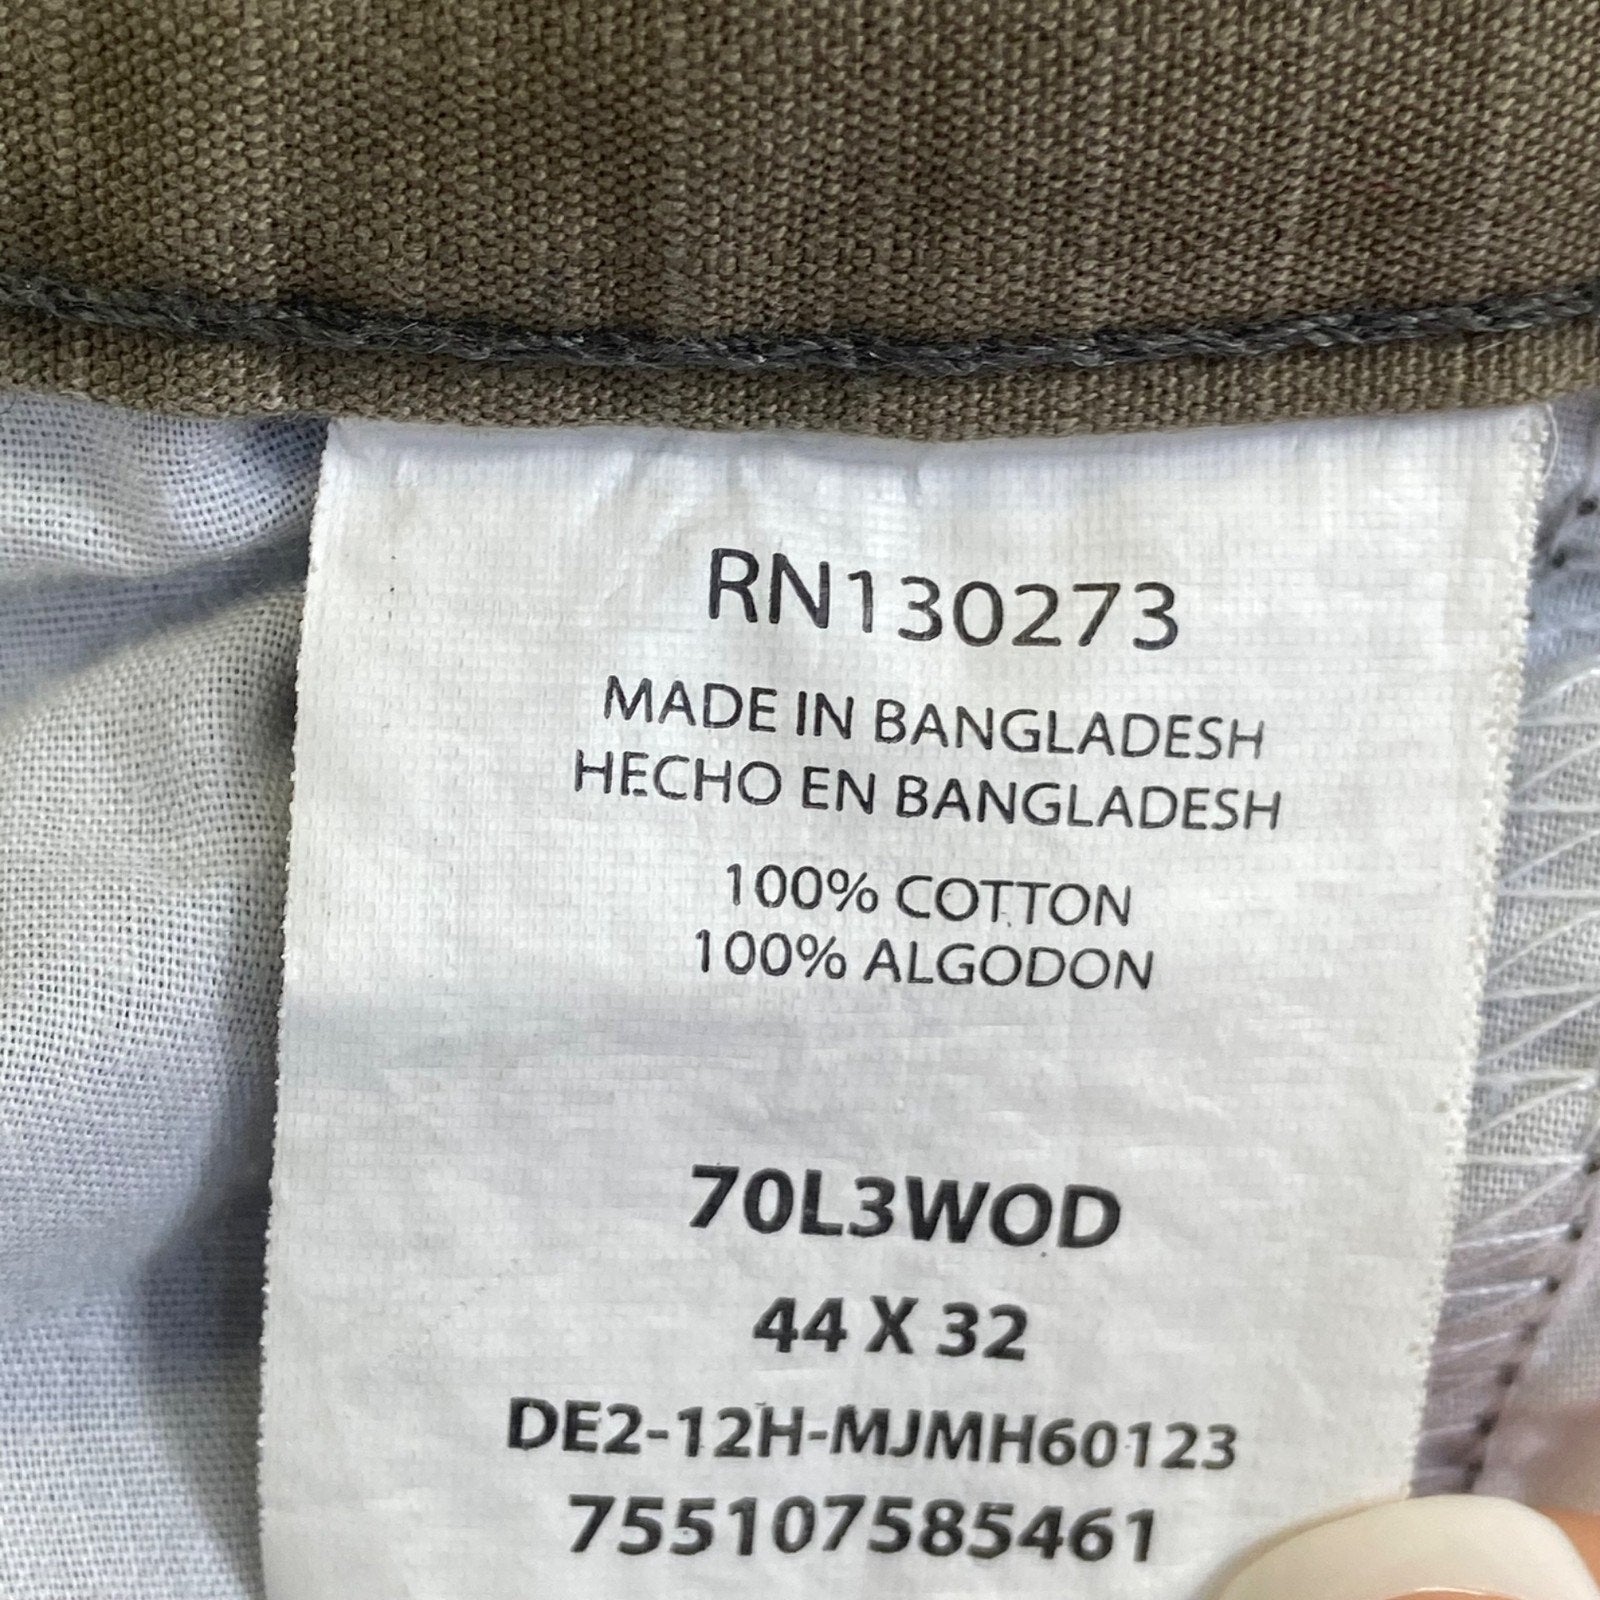 RN130273
MADE IN BANGLADESH
HECHO EN BANGLADESH
100% COTTON
100% ALGODON
70L3WOD
44 X 32
DE2-12H-MJMH60123
755107585461